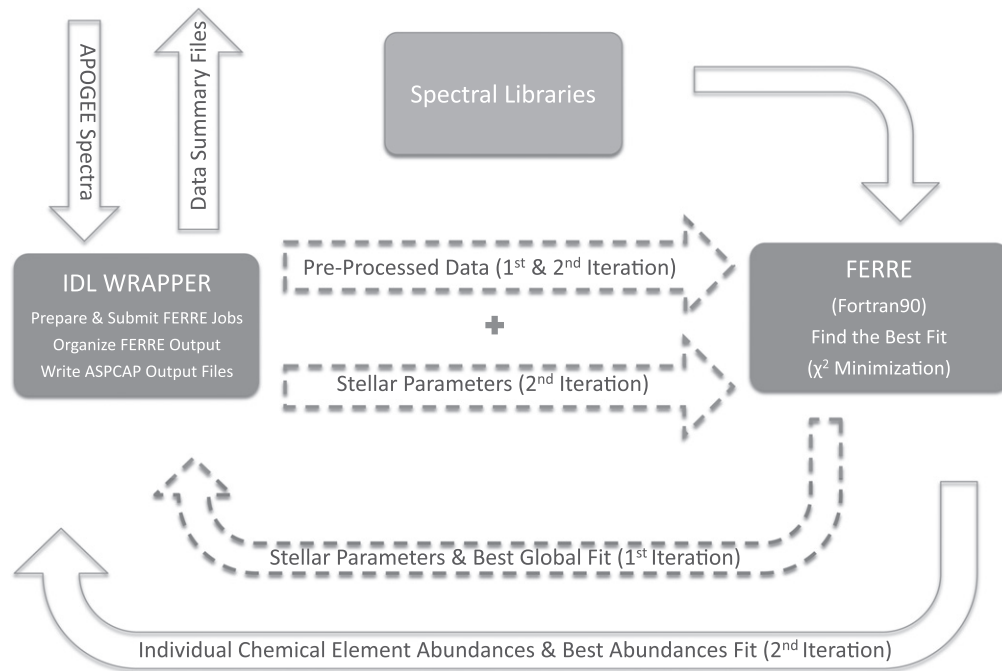 APOGEE Spectra
Data Summary Files
Spectral Libraries
IDL WRAPPER
Prepare & Submit FERRE Jobs
Organize FERRE Output
Write ASPCAP Output Files
Pre-Processed Data (1st & 2nd Iteration)
+
Stellar Parameters (2nd Iteration)
FERRE
(Fortran90)
Find the Best Fit
(χ² Minimization)
Stellar Parameters & Best Global Fit (1st Iteration)
Individual Chemical Element Abundances & Best Abundances Fit (2nd Iteration)